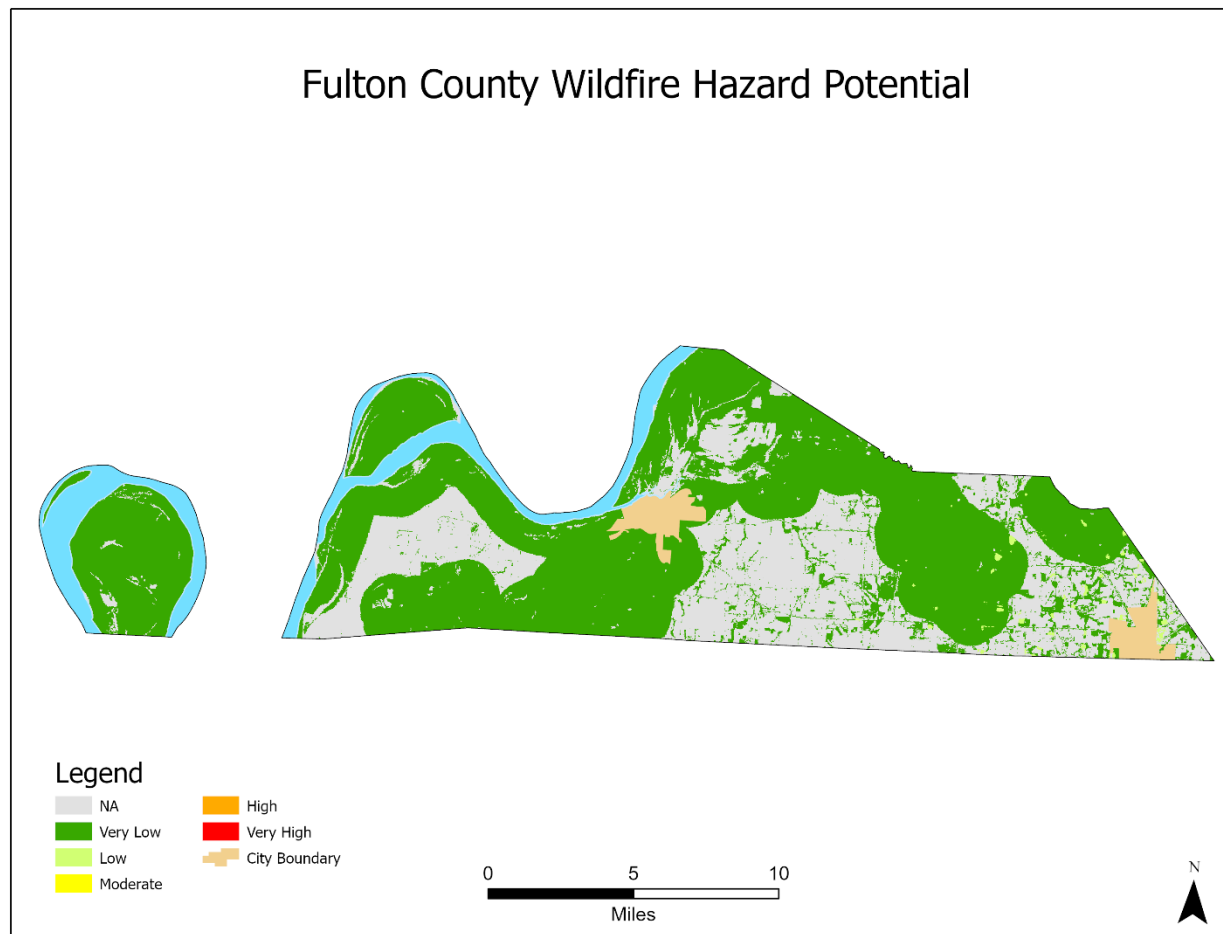 Fulton County Wildfire Hazard Potential
Legend
NA
Very Low
Low
Moderate
High
Very High
City Boundary
0 5 10
Miles
N